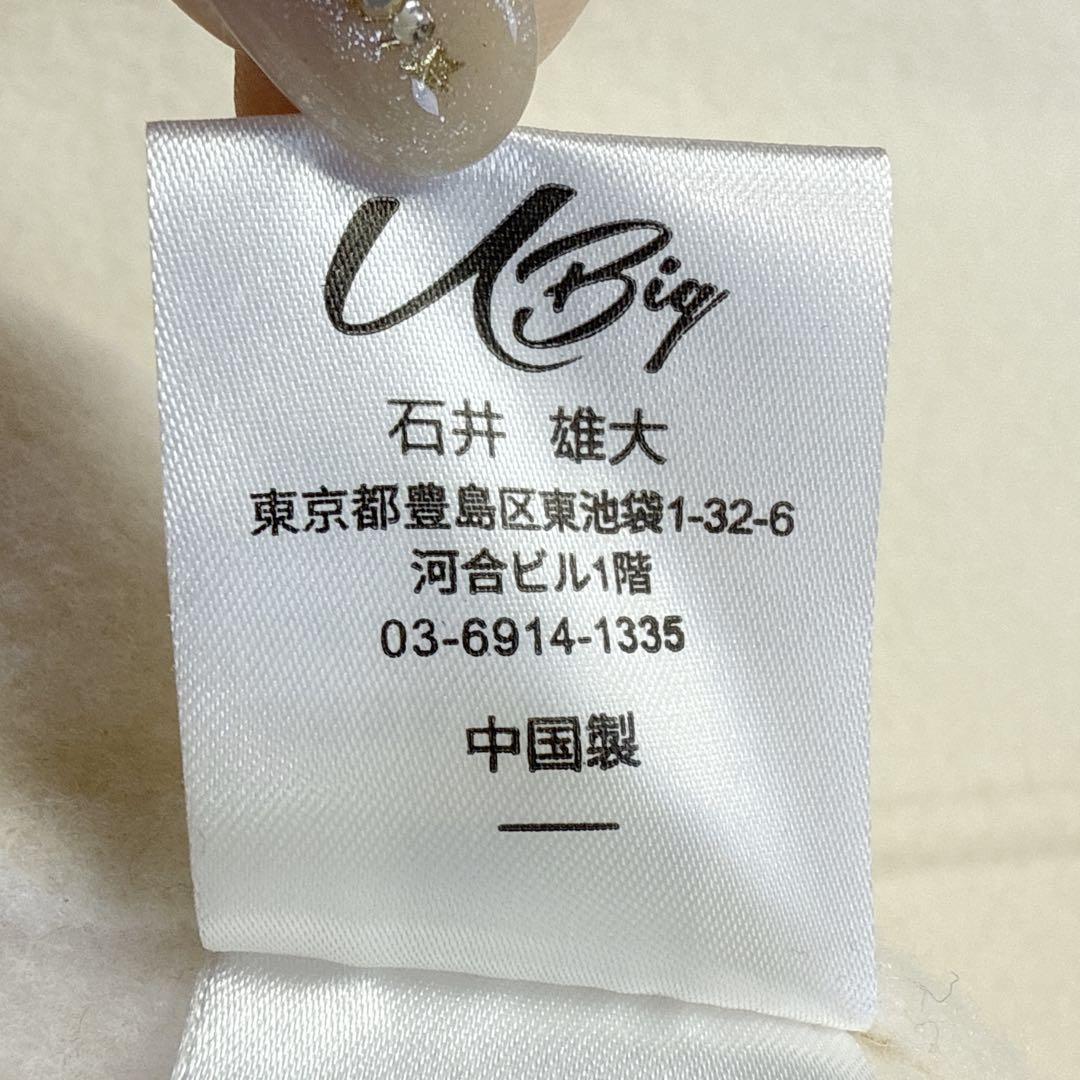 UBig
石井 雄大
東京都豊島区東池袋1-32-6
河合ビル1階
03-6914-1335
中国製